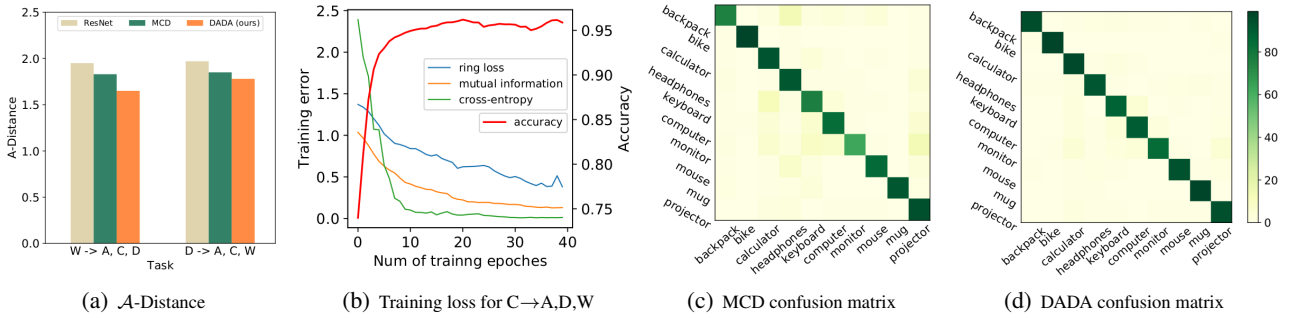 ResNet MCD DADA (ours)
2.5
2.0
1.5
1.0
0.5
0.0
A-Distance
W -> A, C, D D -> A, C, W
Task
(a) A-Distance
2.5
2.0
1.5
1.0
0.5
0.0
Training error
ring loss
mutual information
cross-entropy
accuracy
0.95
0.90
0.85
0.80
0.75
Accuracy
0 10 20 30 40
Num of trainng epoches
(b) Training loss for C→A,D,W
backpack
bike
calculator
headphones
keyboard
computer
monitor
mouse
mug
projector
backpack bike calculator headphones keyboard computer monitor mouse mug projector
(c) MCD confusion matrix
backpack
bike
calculator
headphones
keyboard
computer
monitor
mouse
mug
projector
backpack bike calculator headphones keyboard computer monitor mouse mug projector
80
60
40
20
0
(d) DADA confusion matrix